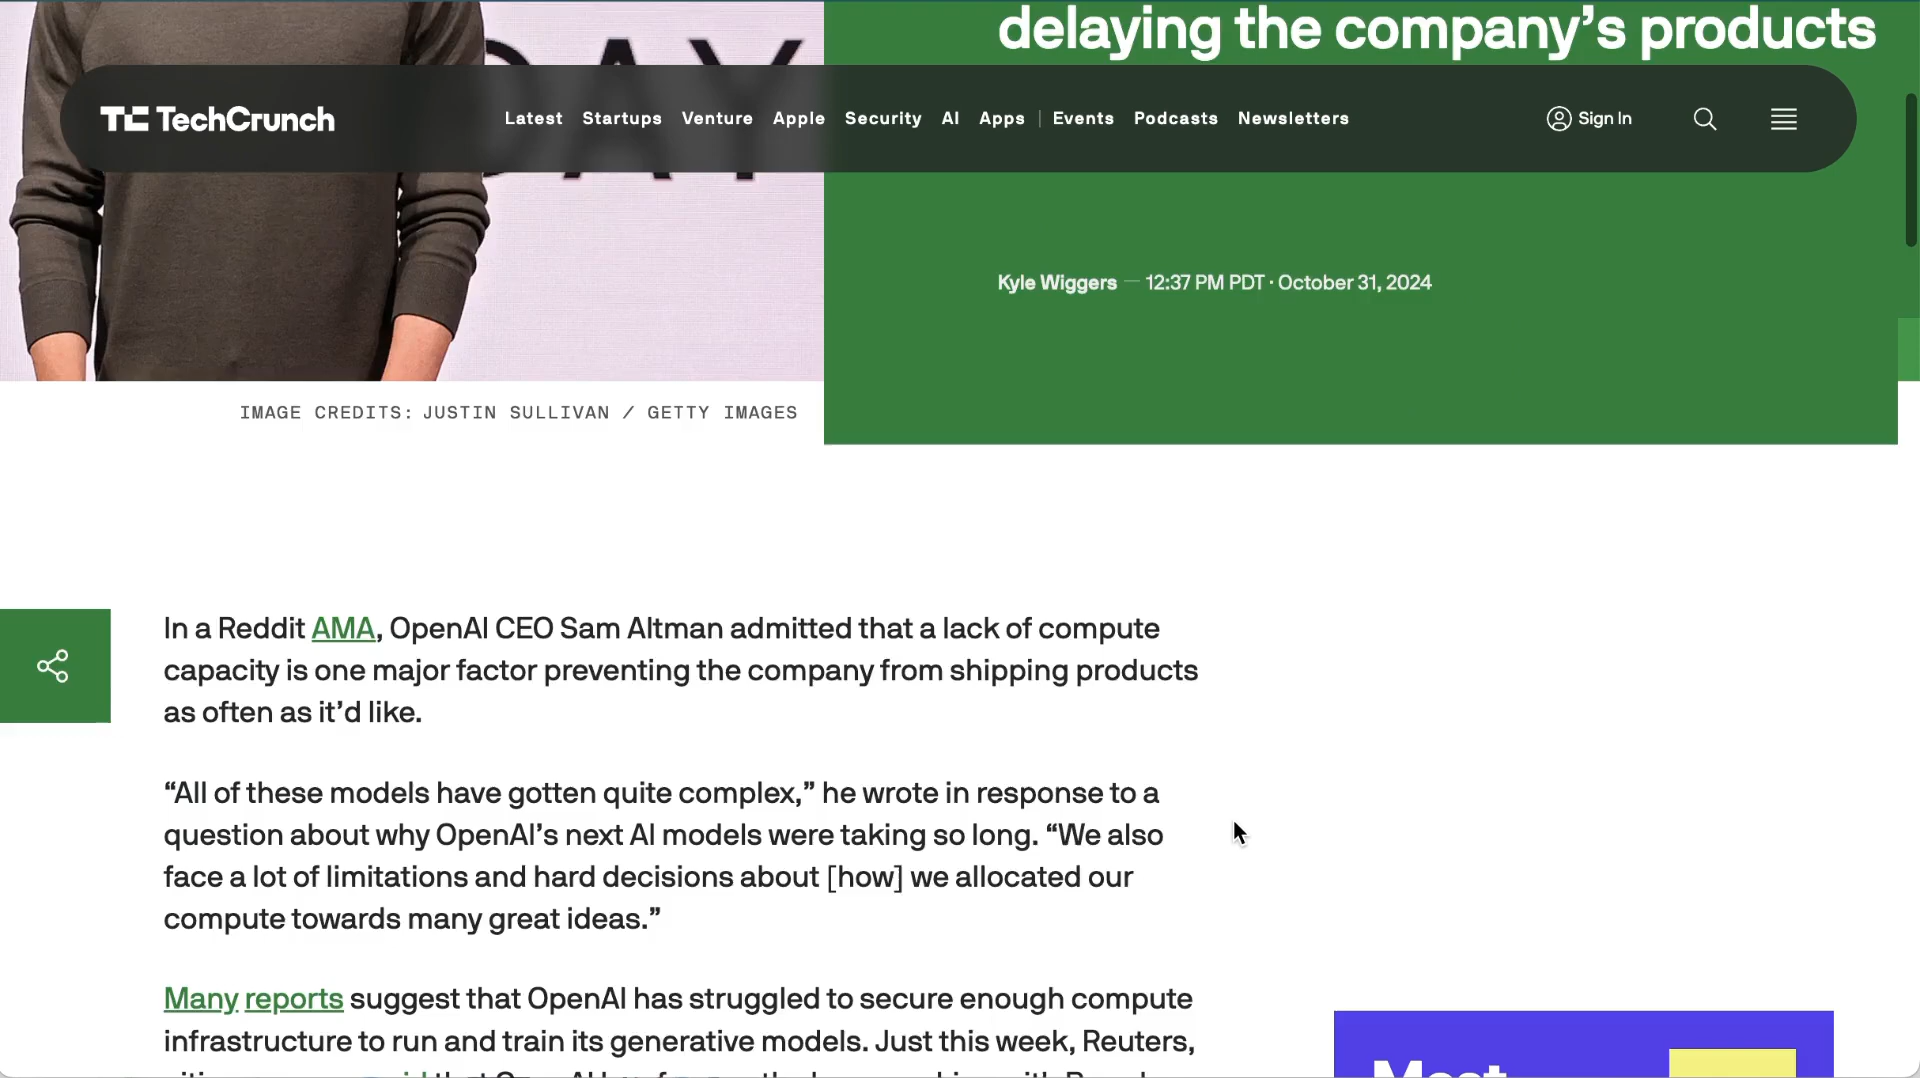 delaying the company's products
TechCrunch
Latest Startups Venture Apple Security AI Apps | Events Podcasts Newsletters
Sign In
DAY
Kyle Wiggers — 12:37 PM PDT · October 31, 2024
IMAGE CREDITS: JUSTIN SULLIVAN / GETTY IMAGES
In a Reddit AMA, OpenAI CEO Sam Altman admitted that a lack of compute
capacity is one major factor preventing the company from shipping products
as often as it’d like.
“All of these models have gotten quite complex,” he wrote in response to a
question about why OpenAI’s next AI models were taking so long. “We also
face a lot of limitations and hard decisions about [how] we allocated our
compute towards many great ideas.”
Many reports suggest that OpenAI has struggled to secure enough compute
infrastructure to run and train its generative models. Just this week, Reuters,
Most